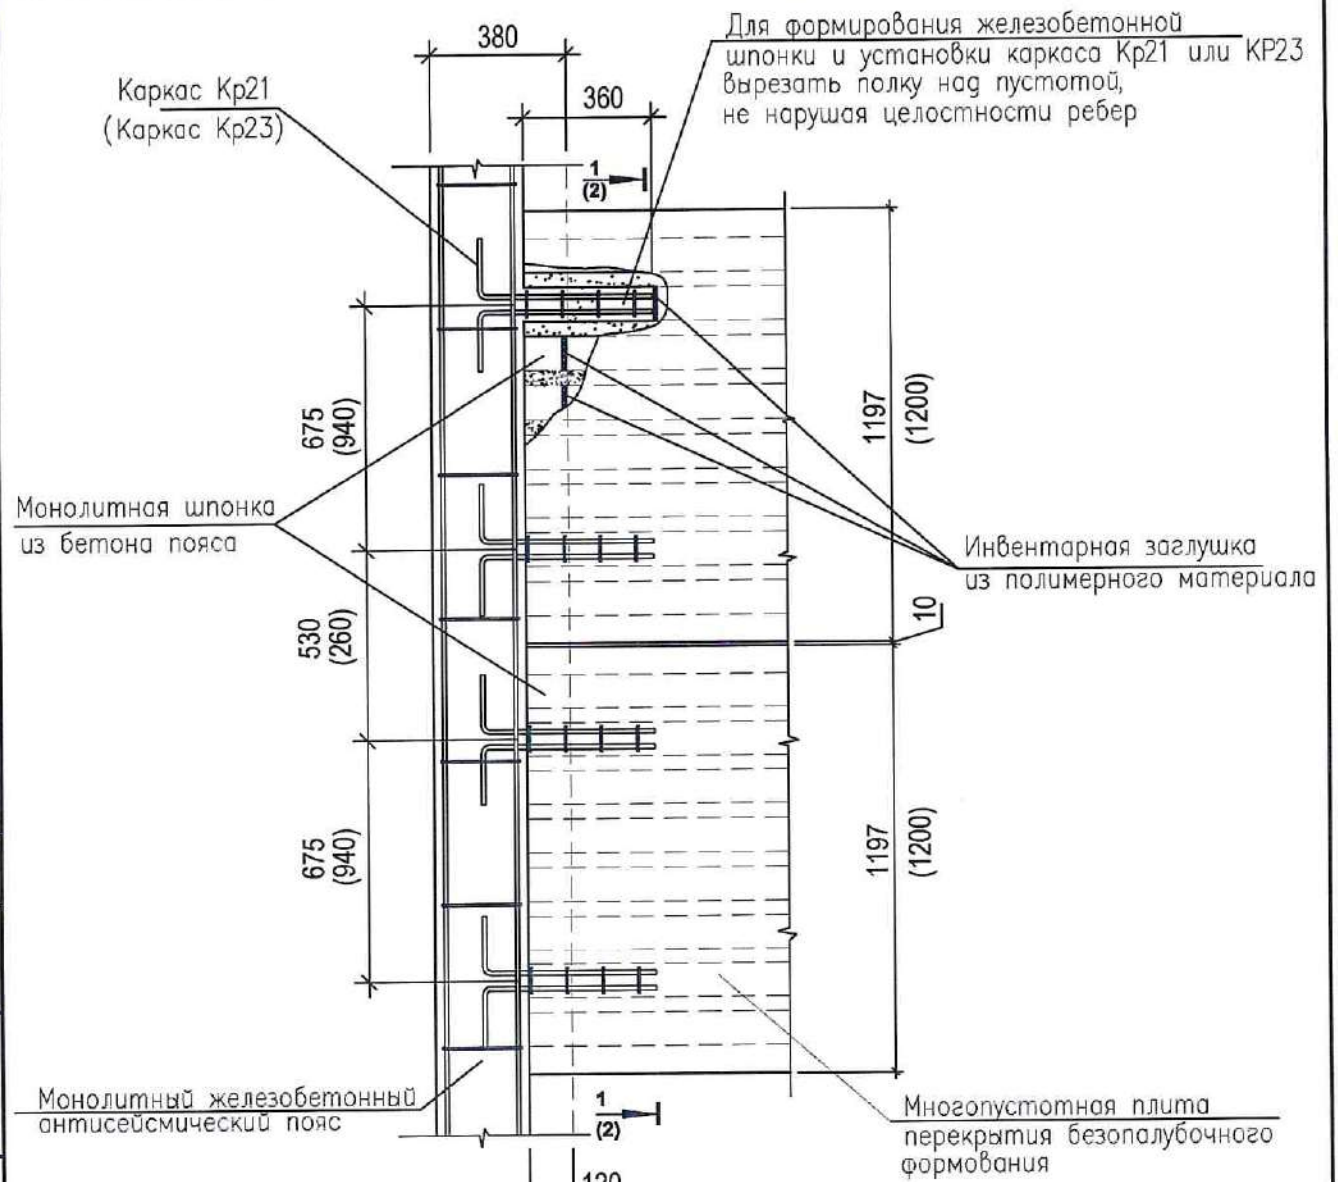 380
Для формирования железобетонной
шпонки и установки каркаса Кр21 или КР23
вырезать полку над пустотой,
не нарушая целостности ребер
Каркас Кр21
(Каркас Кр23)
360
1
(2)
675
(940)
1197
(1200)
Монолитная шпонка
из бетона пояса
Инвентарная заглушка
из полимерного материала
10
530
(260)
675
(940)
1197
(1200)
Монолитный железобетонный
антисейсмический пояс
1
(2)
Многопустотная плита
перекрытия безопалубочного
формования
120